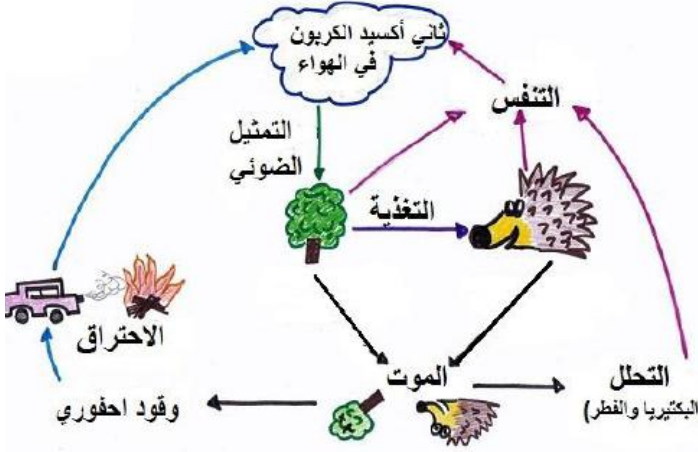 ثاني أكسيد الكربون
في الهواء
التنفس
التمثيل
الضوئي
التغذية
الاحتراق
الموت
التحلل
(البكتيريا والفطر)
وقود احفوري